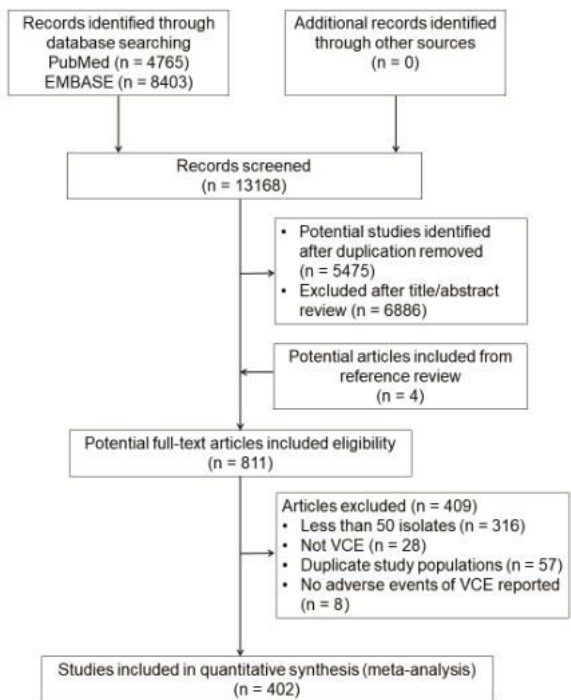 Records identified through
database searching
PubMed (n = 4765)
EMBASE (n = 8403)
Additional records identified
through other sources
(n = 0)
Records screened
(n = 13168)
• Potential studies identified
after duplication removed
(n = 5475)
• Excluded after title/abstract
review (n = 6886)
Potential articles included from
reference review
(n = 4)
Potential full-text articles included eligibility
(n = 811)
Articles excluded (n = 409)
• Less than 50 isolates (n = 316)
• Not VCE (n = 28)
• Duplicate study populations (n = 57)
• No adverse events of VCE reported
(n = 8)
Studies included in quantitative synthesis (meta-analysis)
(n = 402)